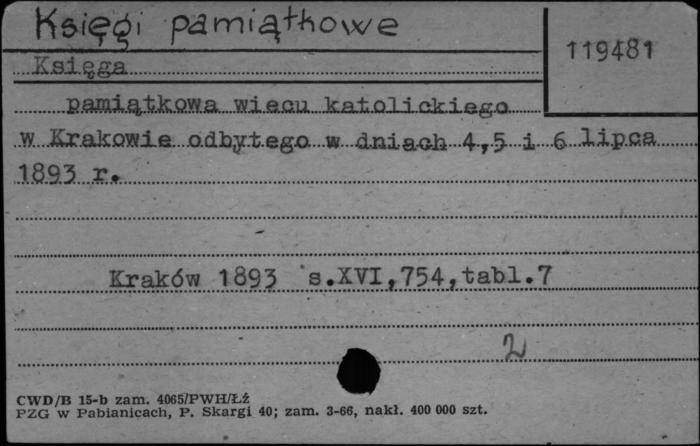 Księgi pamiątkowe
119481
Księga
pamiątkowa wiecu katolickiego
w Krakowie odbytego w dniach 4,5 i 6 lipca
1893 r.
Kraków 1893 s.XVI,754,tabl.7
2
CWD/B 15-b zam. 4065/PWH/Łź
PZG w Pabianicach, P. Skargi 40; zam. 3-66, nakł. 400 000 szt.